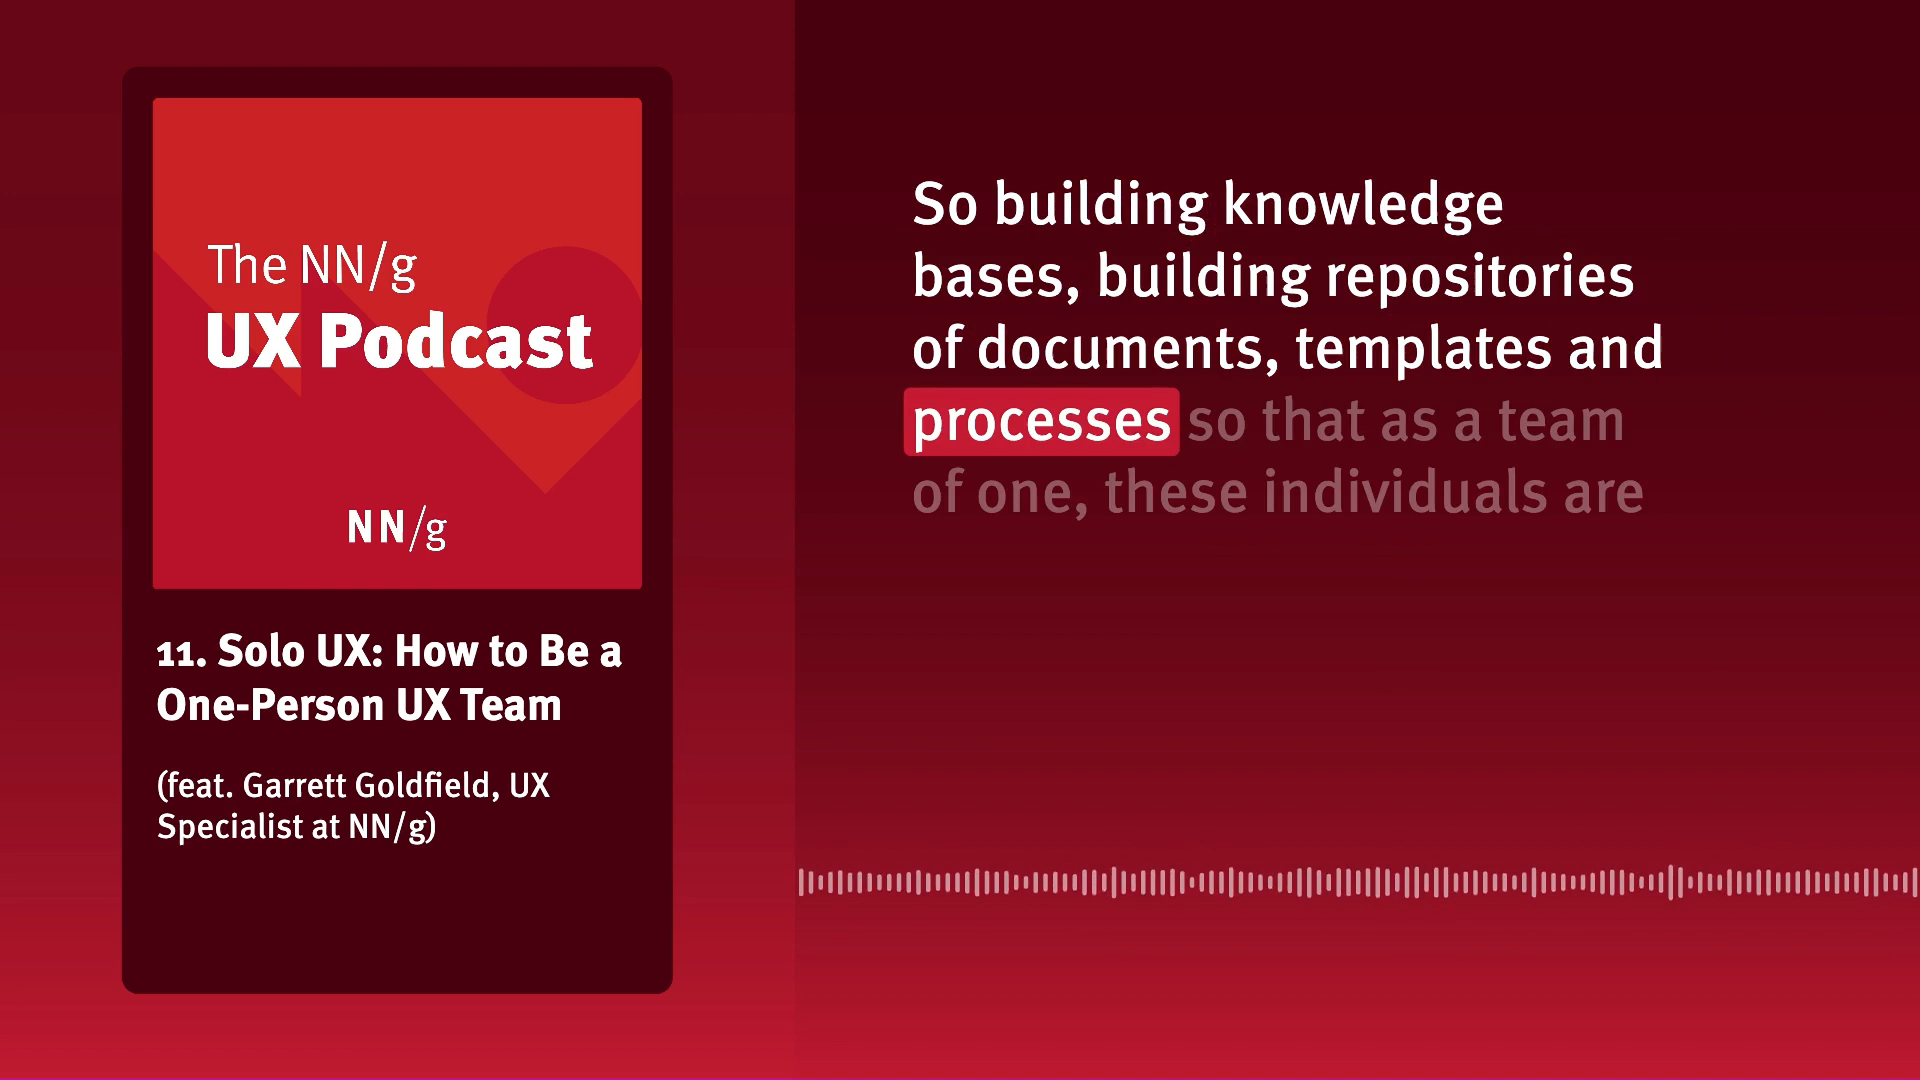 The NN/g
UX Podcast
NN/g
11. Solo UX: How to Be a
One-Person UX Team
(feat. Garrett Goldfield, UX
Specialist at NN/g)
So building knowledge
bases, building repositories
of documents, templates and
processes so that as a team
of one, these individuals are